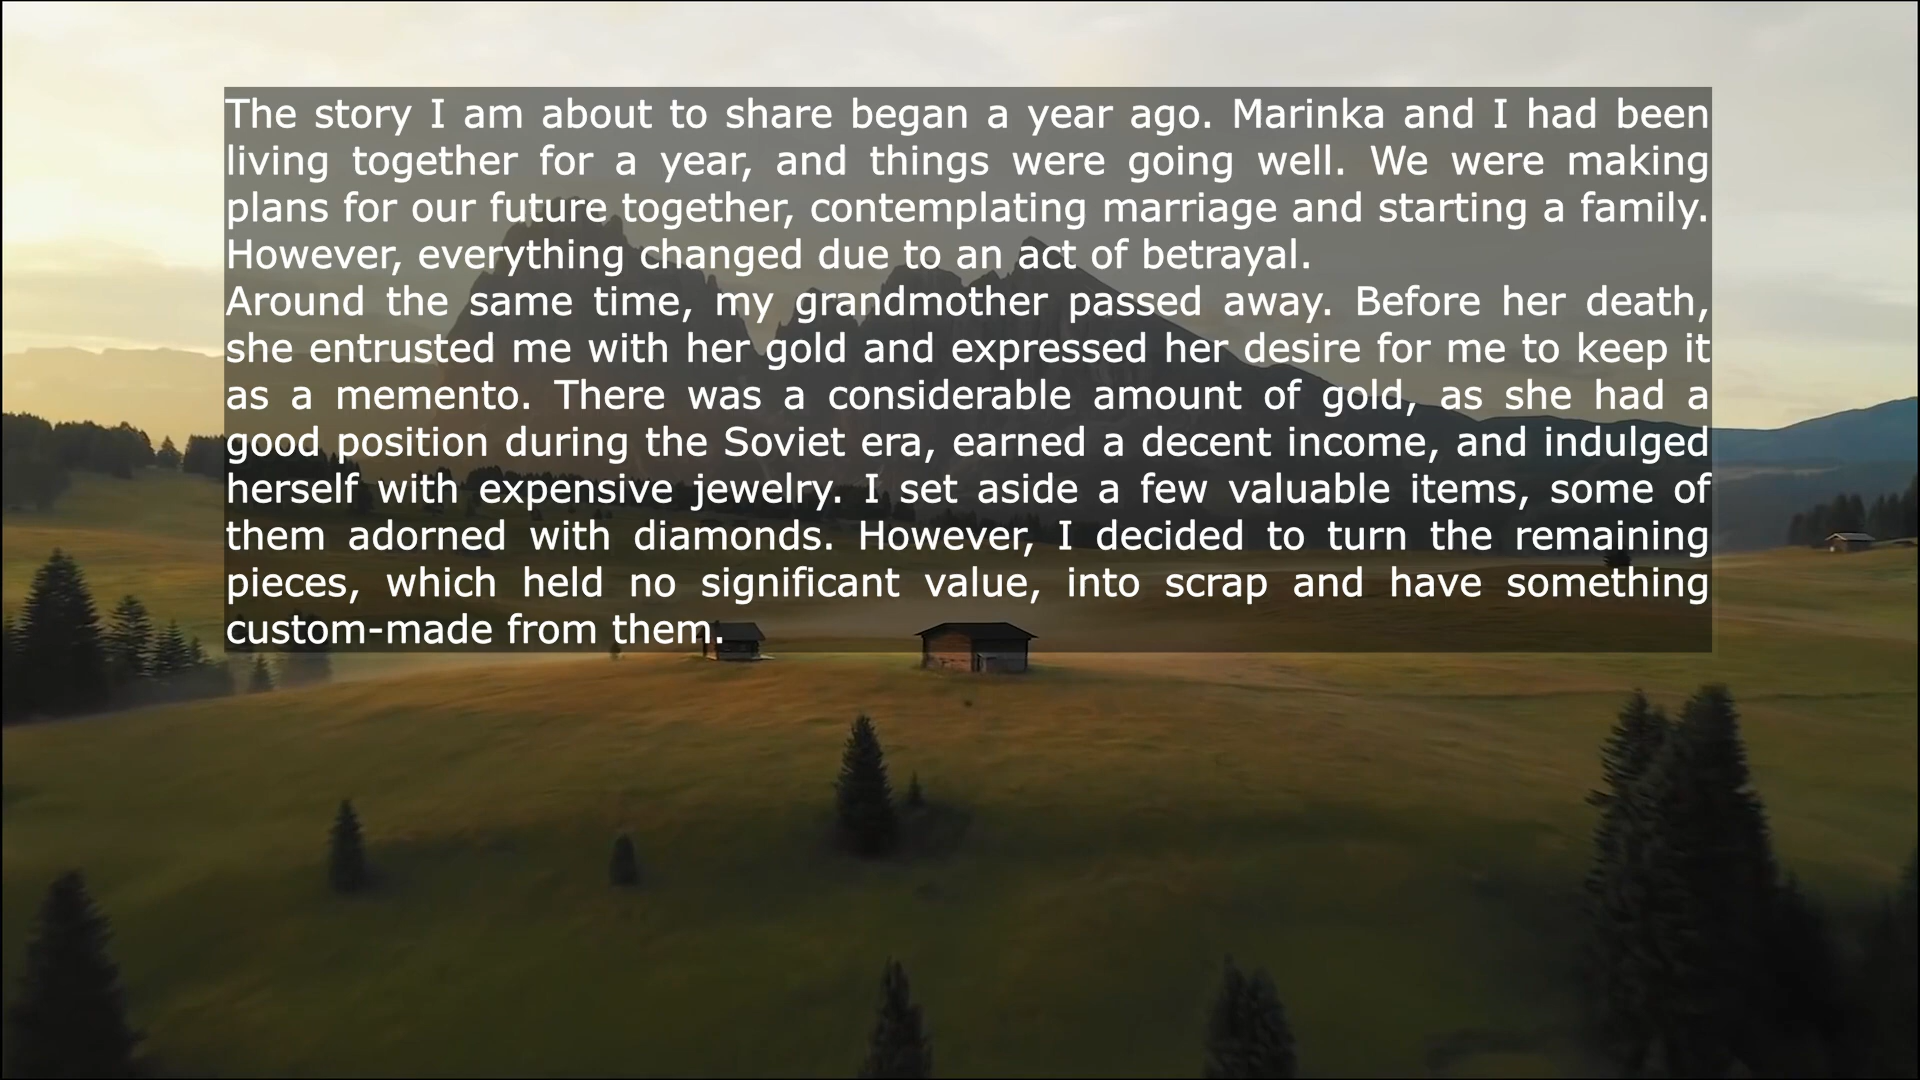 The story I am about to share began a year ago. Marinka and I had been
living together for a year, and things were going well. We were making
plans for our future together, contemplating marriage and starting a family.
However, everything changed due to an act of betrayal.
Around the same time, my grandmother passed away. Before her death,
she entrusted me with her gold and expressed her desire for me to keep it
as a memento. There was a considerable amount of gold, as she had a
good position during the Soviet era, earned a decent income, and indulged
herself with expensive jewelry. I set aside a few valuable items, some of
them adorned with diamonds. However, I decided to turn the remaining
pieces, which held no significant value, into scrap and have something
custom-made from them.